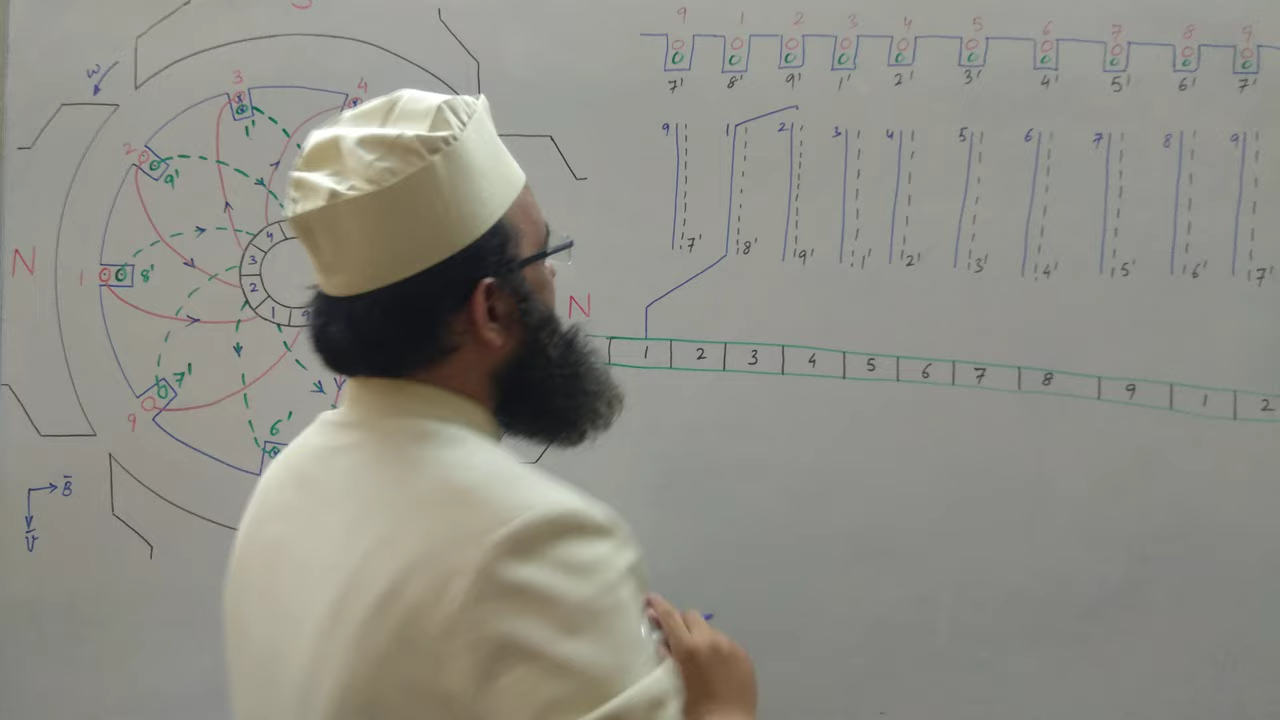 S
ω
3
4
1'
2
9'
N
1
8'
4
3
2
1
9
7'
9
6'
B̄
v̄
N
9 1 2 3 4 5 6 7 8 9
7' 8' 9' 1' 2' 3' 4' 5' 6' 7'
9 1 2 3 4 5 6 7 8 9
7' 8' 9' 1' 2' 3' 4' 5' 6' 7'
1 2 3 4 5 6 7 8 9 1 2